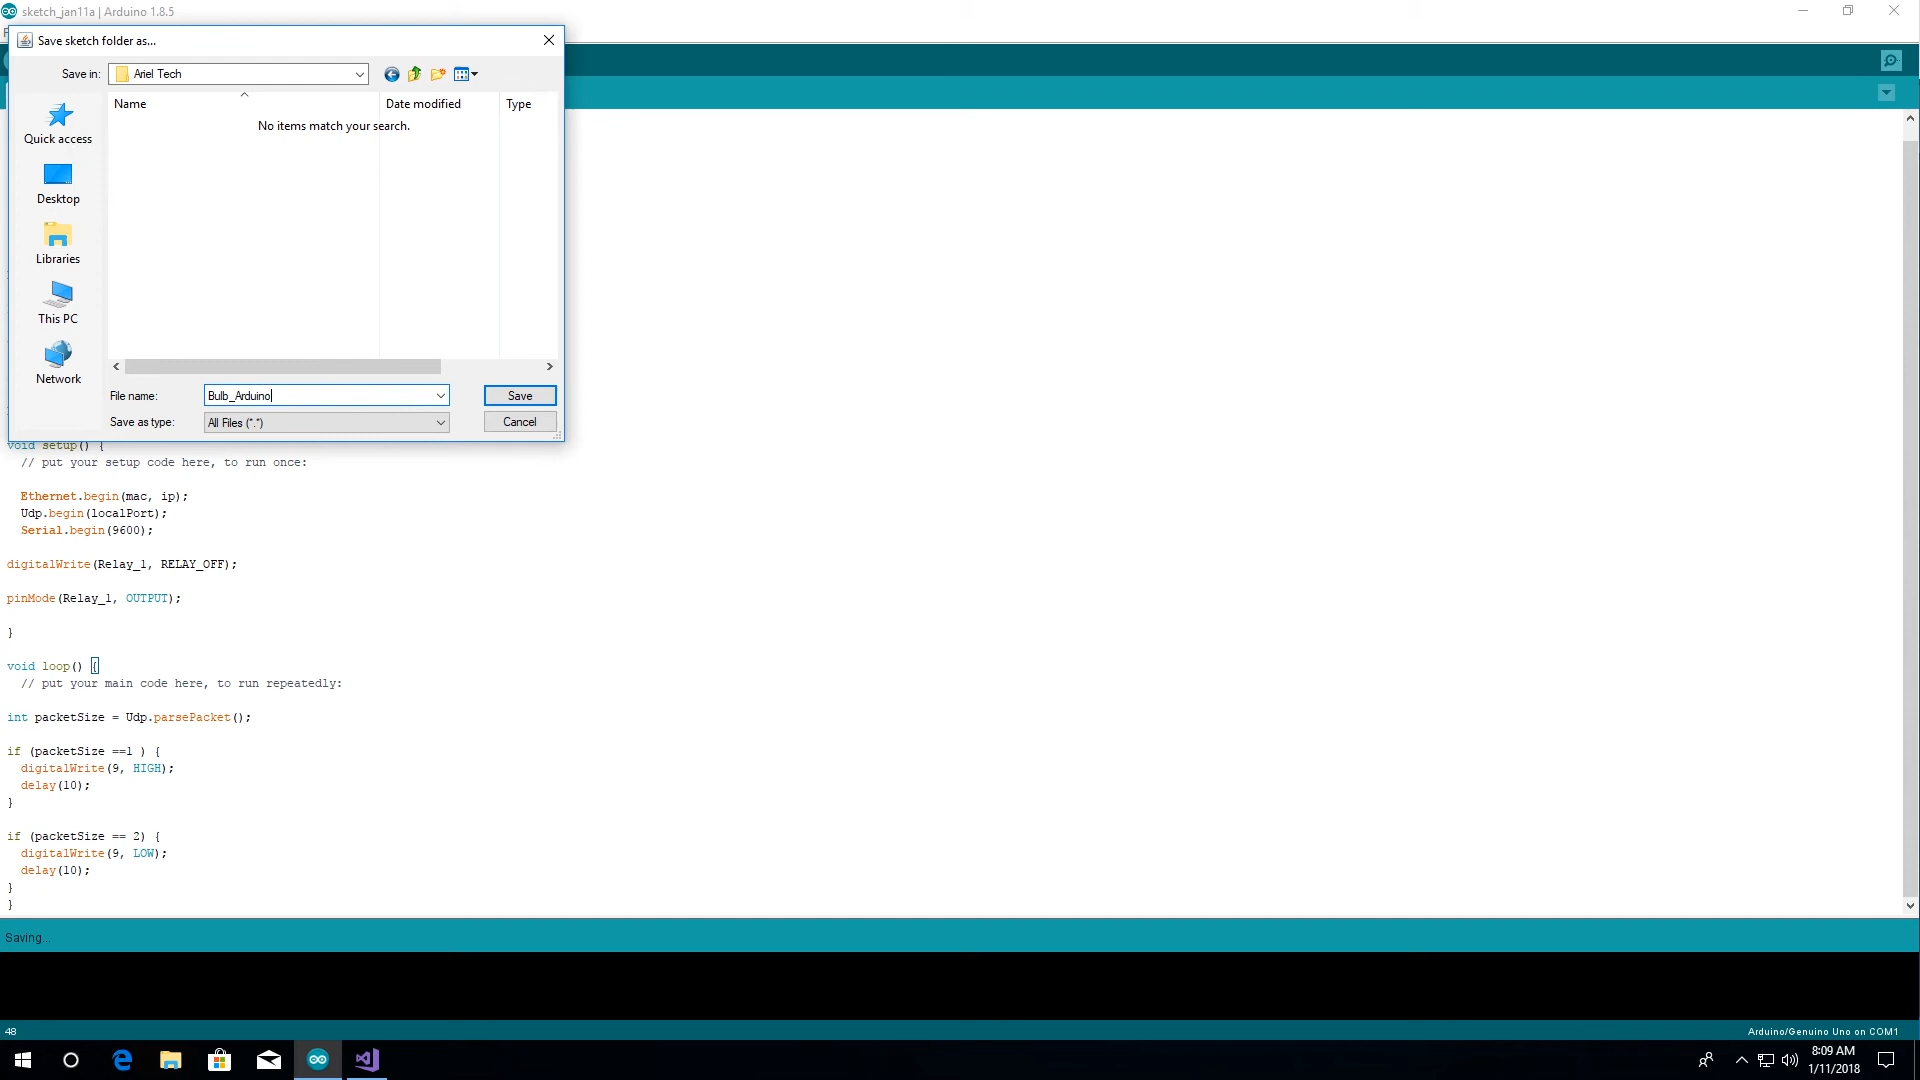 sketch_jan11a | Arduino 1.8.5
Save sketch folder as...
Save in: Ariel Tech
Name Date modified Type
No items match your search.
Quick access
Desktop
Libraries
This PC
Network
File name: Bulb_Arduino Save
Save as type: All Files (*.*) Cancel
void setup() {
// put your setup code here, to run once:
Ethernet.begin(mac, ip);
Udp.begin(localPort);
Serial.begin(9600);
digitalWrite(Relay_1, RELAY_OFF);
pinMode(Relay_1, OUTPUT);
}
void loop() {
// put your main code here, to run repeatedly:
int packetSize = Udp.parsePacket();
if (packetSize ==1 ) {
digitalWrite(9, HIGH);
delay(10);
}
if (packetSize == 2) {
digitalWrite(9, LOW);
delay(10);
}
}
Saving...
48 Arduino/Genuino Uno on COM1
8:09 AM
1/11/2018